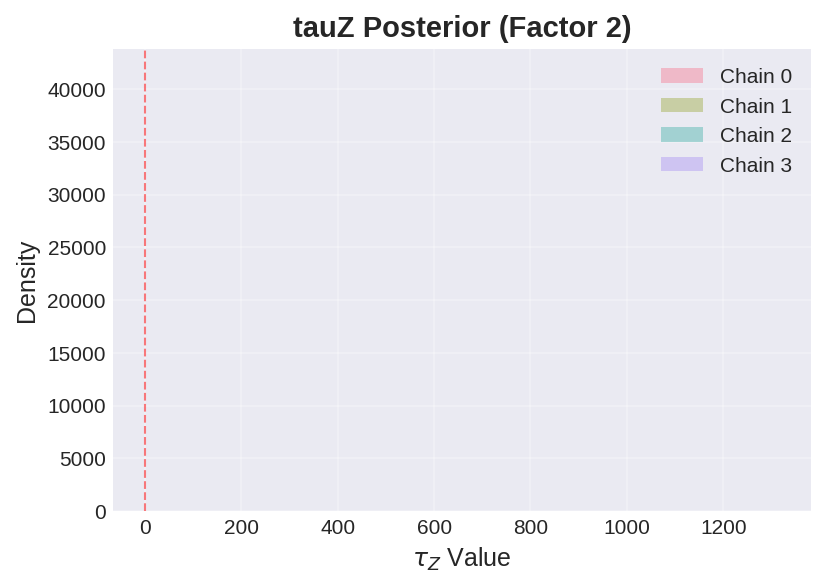 tauZ Posterior (Factor 2)
Chain 0
Chain 1
Chain 2
Chain 3
Density
40000
35000
30000
25000
20000
15000
10000
5000
0
0 200 400 600 800 1000 1200
τZ Value